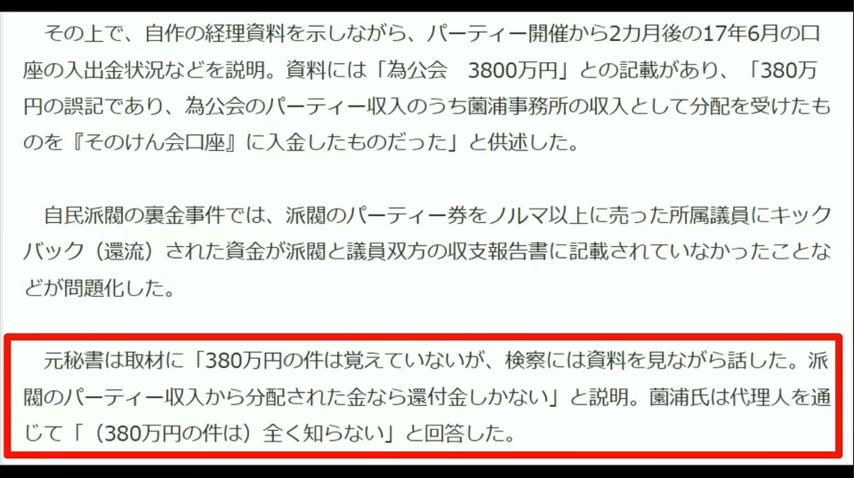 その上で、自作の経理資料を示しながら、パーティー開催から2カ月後の17年6月の口
座の入出金状況などを説明。資料には「為公会　3800万円」との記載があり、「380万
円の誤記であり、為公会のパーティー収入のうち薗浦事務所の収入として分配を受けたも
のを『そのけん会口座』に入金したものだった」と供述した。
自民派閥の裏金事件では、派閥のパーティー券をノルマ以上に売った所属議員にキック
バック（還流）された資金が派閥と議員双方の収支報告書に記載されていなかったことな
どが問題化した。
元秘書は取材に「380万円の件は覚えていないが、検察には資料を見ながら話した。派
閥のパーティー収入から分配された金なら還付金しかない」と説明。薗浦氏は代理人を通
じて「（380万円の件は）全く知らない」と回答した。